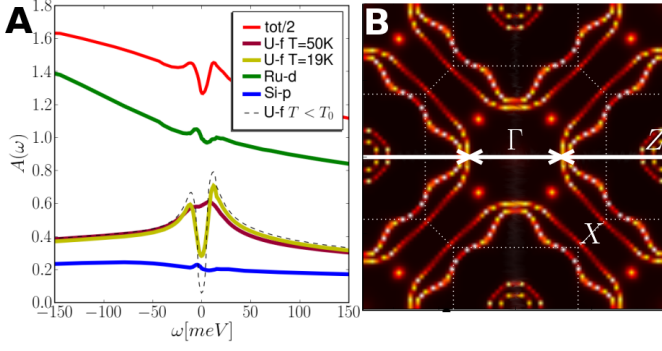 A
1.8
1.6
1.4
1.2
1.0
0.8
0.6
0.4
0.2
0.0
A(ω)
−150
−100
−50
0
50
100
150
ω[meV]
tot/2
U-f T=50K
U-f T=19K
Ru-d
Si-p
U-f T < T₀
B
Γ
Z
X